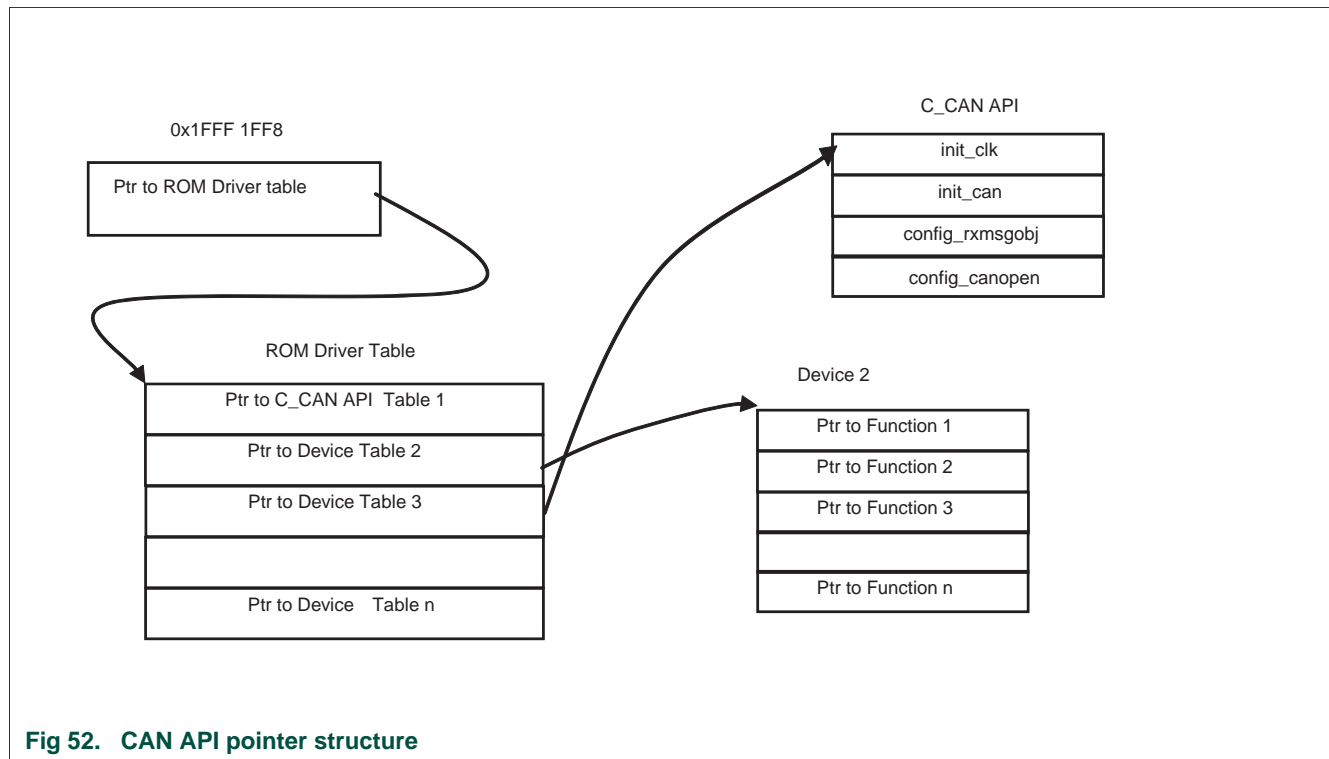 0x1FFF 1FF8
Ptr to ROM Driver table
ROM Driver Table
Ptr to C_CAN API Table 1
Ptr to Device Table 2
Ptr to Device Table 3
Ptr to Device Table n
C_CAN API
init_clk
init_can
config_rxmsgobj
config_canopen
Device 2
Ptr to Function 1
Ptr to Function 2
Ptr to Function 3
Ptr to Function n
Fig 52. CAN API pointer structure